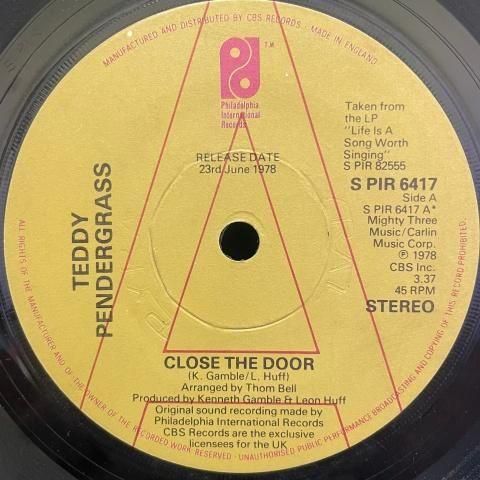 MANUFACTURED AND DISTRIBUTED BY CBS RECORDS · MADE IN ENGLAND.
T.M.
Philadelphia
International
Records
RELEASE DATE
23rd June 1978
TEDDY
PENDERGRASS
Taken from
the LP
"Life Is A
Song Worth
Singing"
S PIR 82555
S PIR 6417
Side A
S PIR 6417 A*
Mighty Three
Music/Carlin
Music Corp.
℗ 1978
CBS Inc.
3.37
45 RPM
STEREO
A
CLOSE THE DOOR
(K. Gamble/L. Huff)
Arranged by Thom Bell
Produced by Kenneth Gamble & Leon Huff
Original sound recording made by
Philadelphia International Records
CBS Records are the exclusive
licensees for the UK
ALL RIGHTS OF THE MANUFACTURER AND OF THE OWNER OF THE RECORDED WORK RESERVED · UNAUTHORISED PUBLIC PERFORMANCE BROADCASTING AND COPYING OF THIS RECORD PROHIBITED.